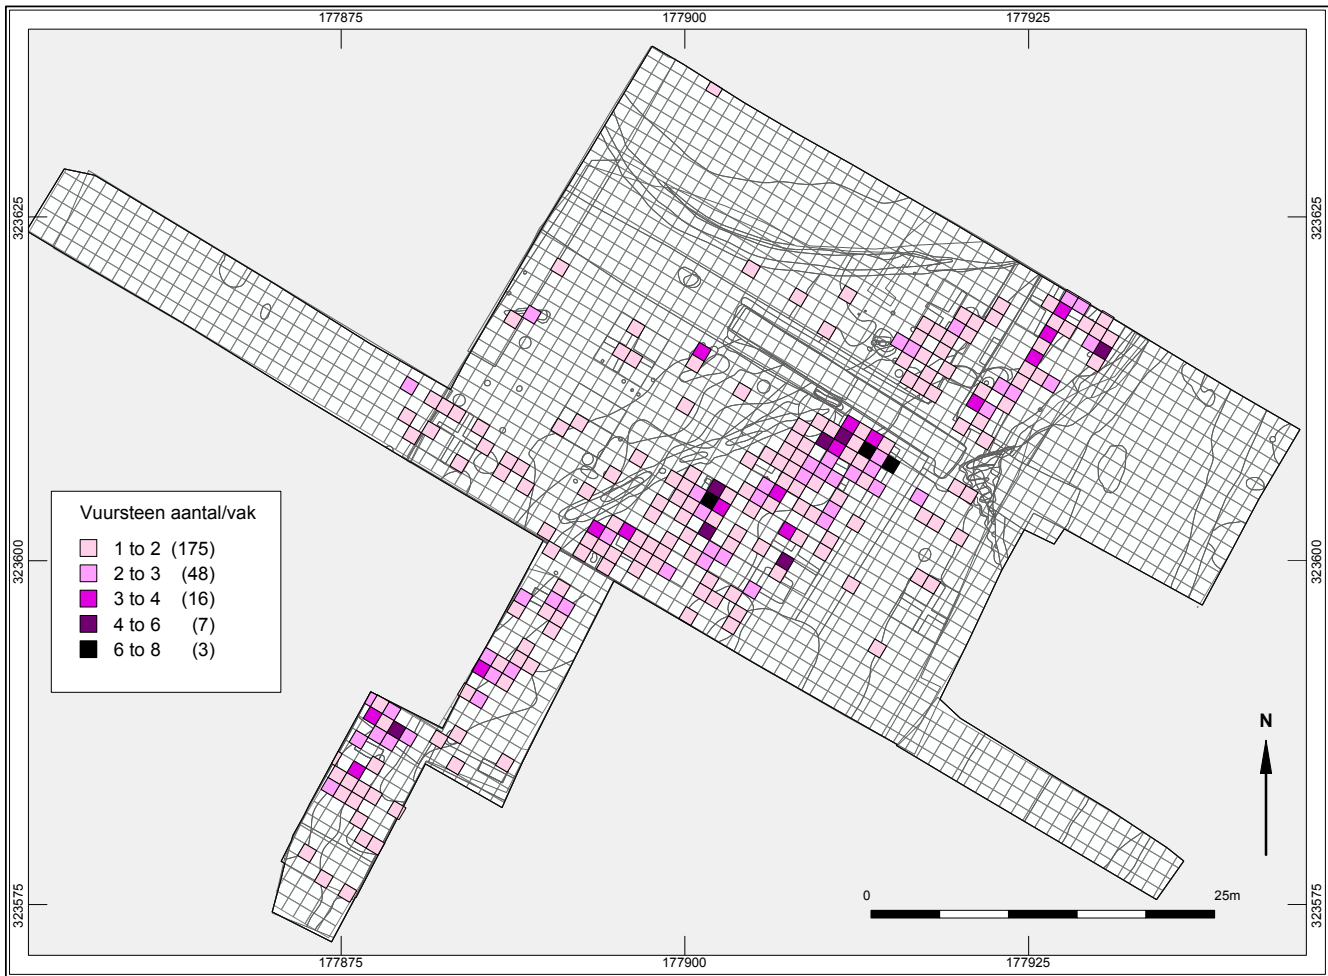 177875 177900 177925
323625 323625
Vuursteen aantal/vak
1 to 2 (175)
2 to 3 (48)
3 to 4 (16)
4 to 6 (7)
6 to 8 (3)
323600 323600
N
0 25m
323575 323575
177875 177900 177925